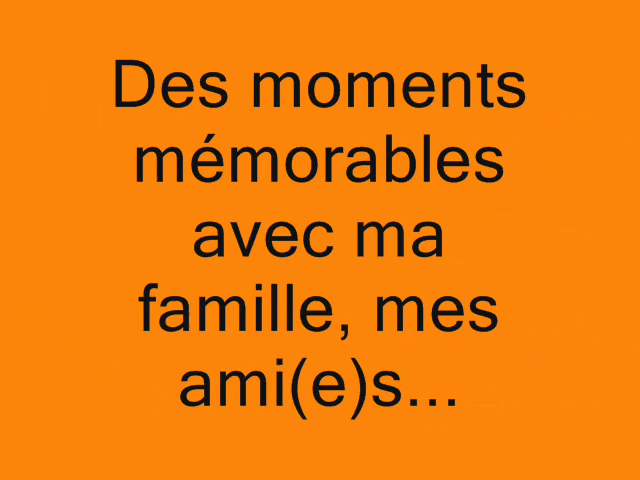 Des moments
mémorables
avec ma
famille, mes
ami(e)s...